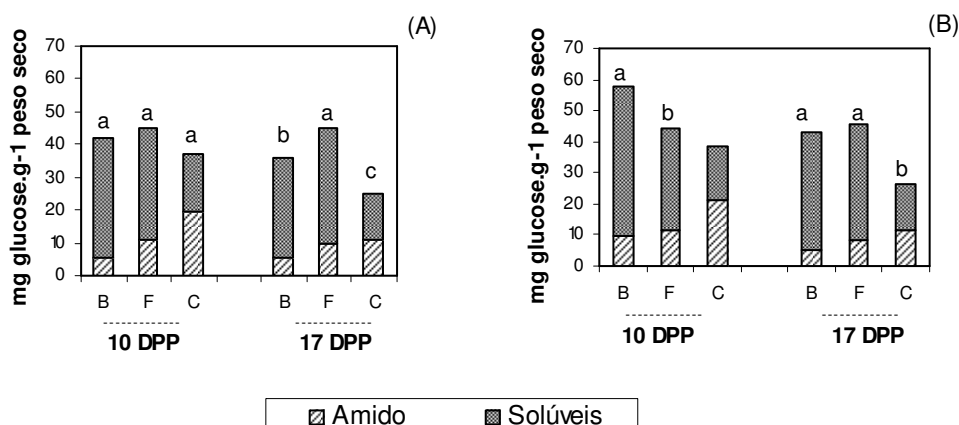 (A)
mg glucose.g-1 peso seco
70
60
50
40
30
20
10
0
a
a
a
b
a
c
B F C B F C
10 DPP 17 DPP
(B)
mg glucose.g-1 peso seco
70
60
50
40
30
20
10
0
a
b
a
a
b
B F C B F C
10 DPP 17 DPP
Amido Solúveis